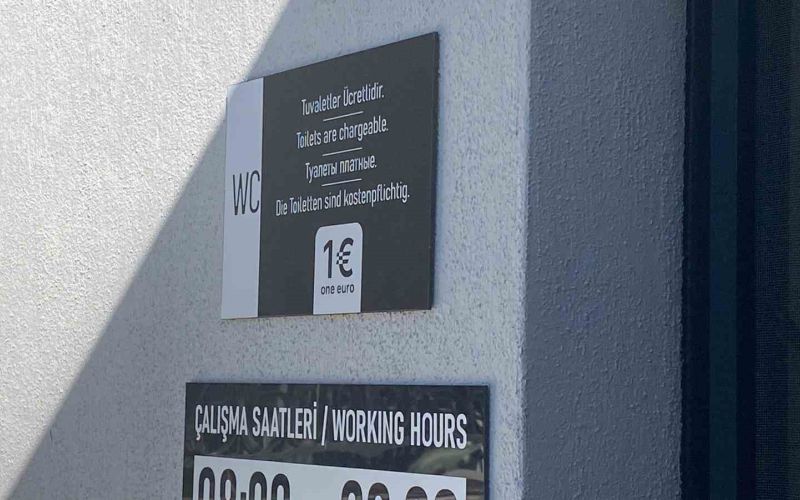 WC
Tuvaletler Ücretlidir.
Toilets are chargeable.
Туалеты платные.
Die Toiletten sind kostenpflichtig.
1€
one euro
ÇALIŞMA SAATLERİ / WORKING HOURS